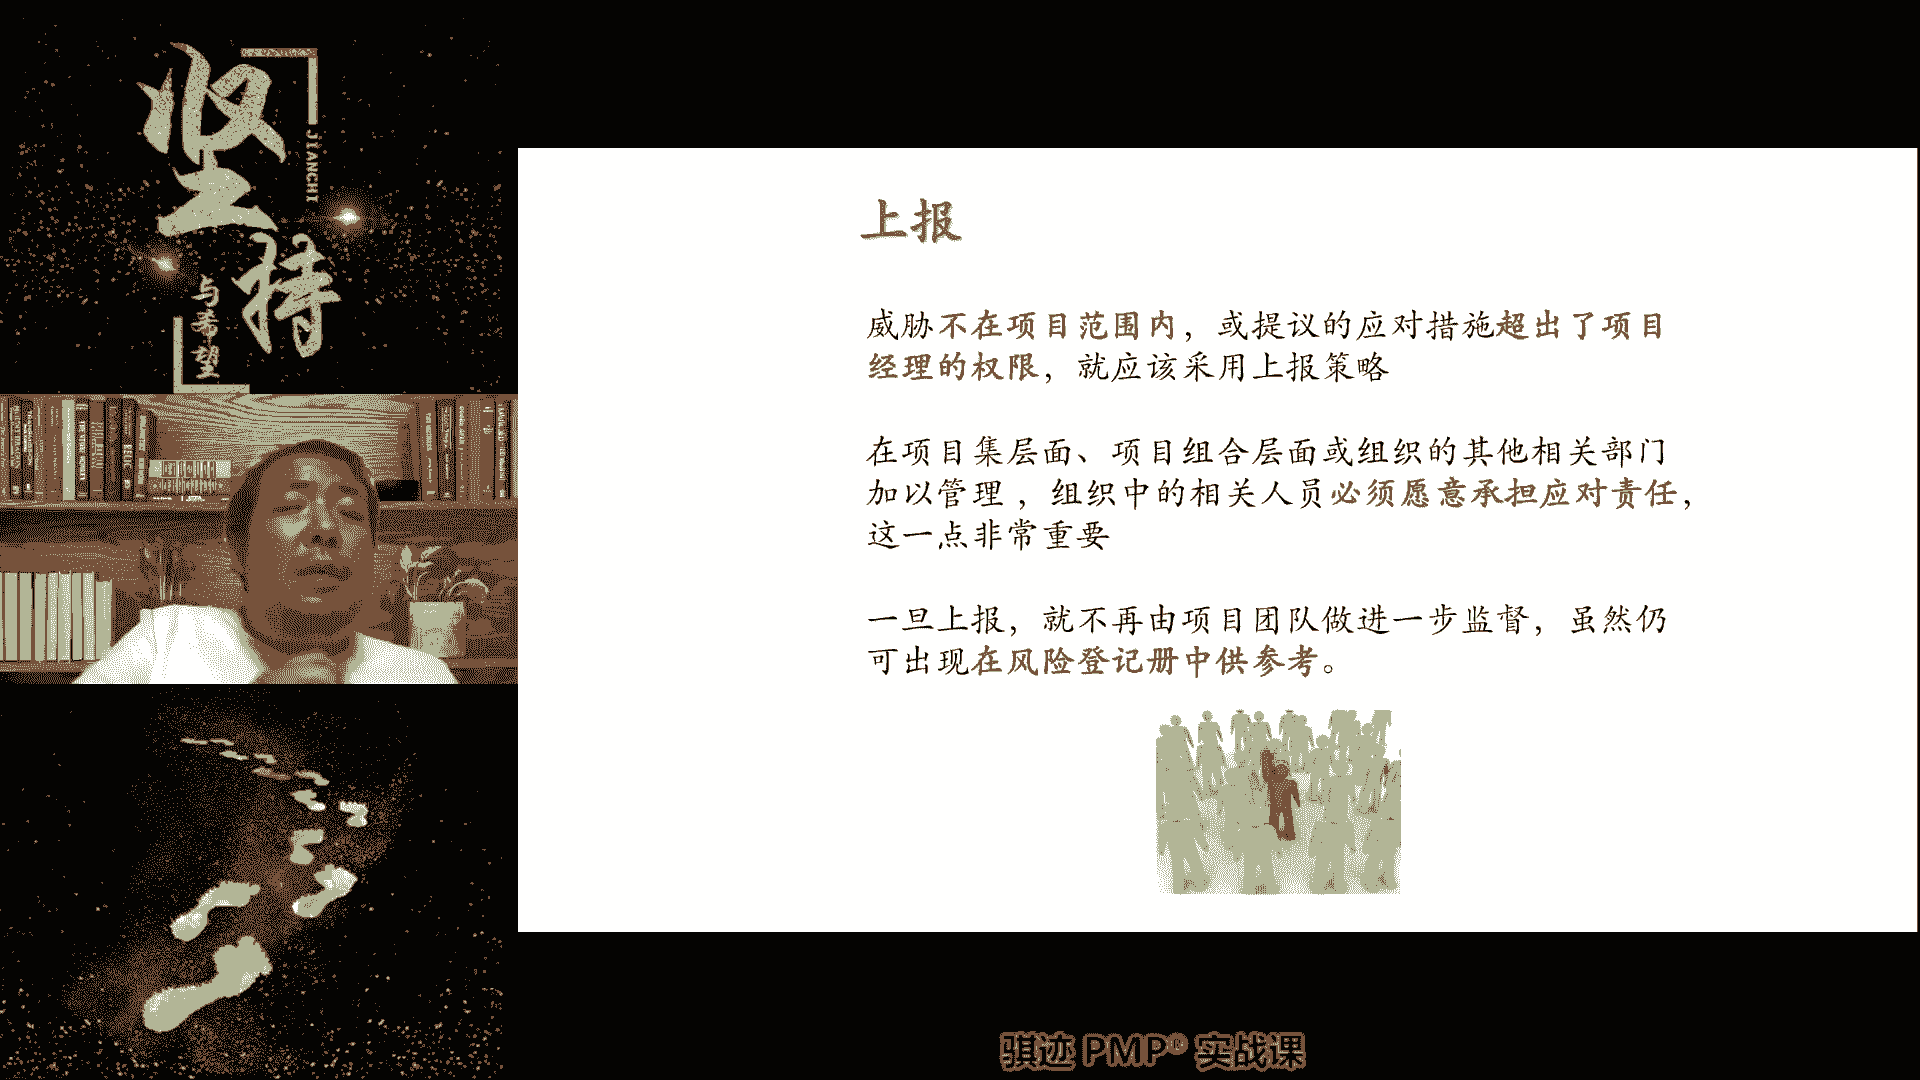 坚持
JIANCHI
与希望
上报
威胁不在项目范围内，或提议的应对措施超出了项目
经理的权限，就应该采用上报策略
在项目集层面、项目组合层面或组织的其他相关部门
加以管理 ，组织中的相关人员必须愿意承担应对责任，
这一点非常重要
一旦上报，就不再由项目团队做进一步监督，虽然仍
可出现在风险登记册中供参考。
骐迹 PMP® 实战课